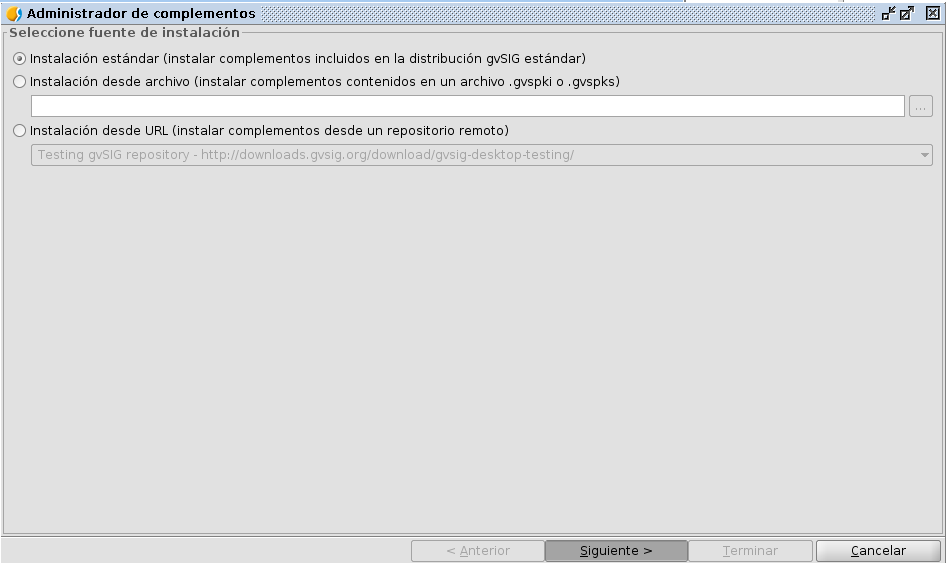 Administrador de complementos
Seleccione fuente de instalación
Instalación estándar (instalar complementos incluidos en la distribución gvSIG estándar)
Instalación desde archivo (instalar complementos contenidos en un archivo .gvspki o .gvspks)
...
Instalación desde URL (instalar complementos desde un repositorio remoto)
Testing gvSIG repository - http://downloads.gvsig.org/download/gvsig-desktop-testing/
< Anterior Siguiente > Terminar Cancelar